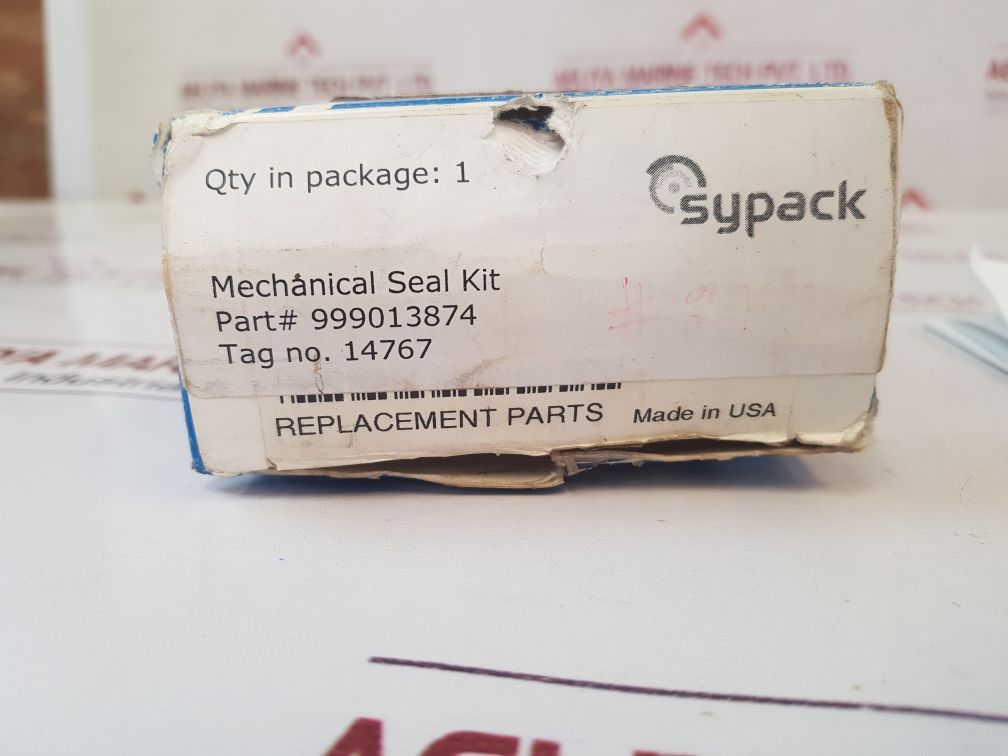 Qty in package: 1
sypack
Mechanical Seal Kit
Part# 999013874
Tag no. 14767
REPLACEMENT PARTS Made in USA